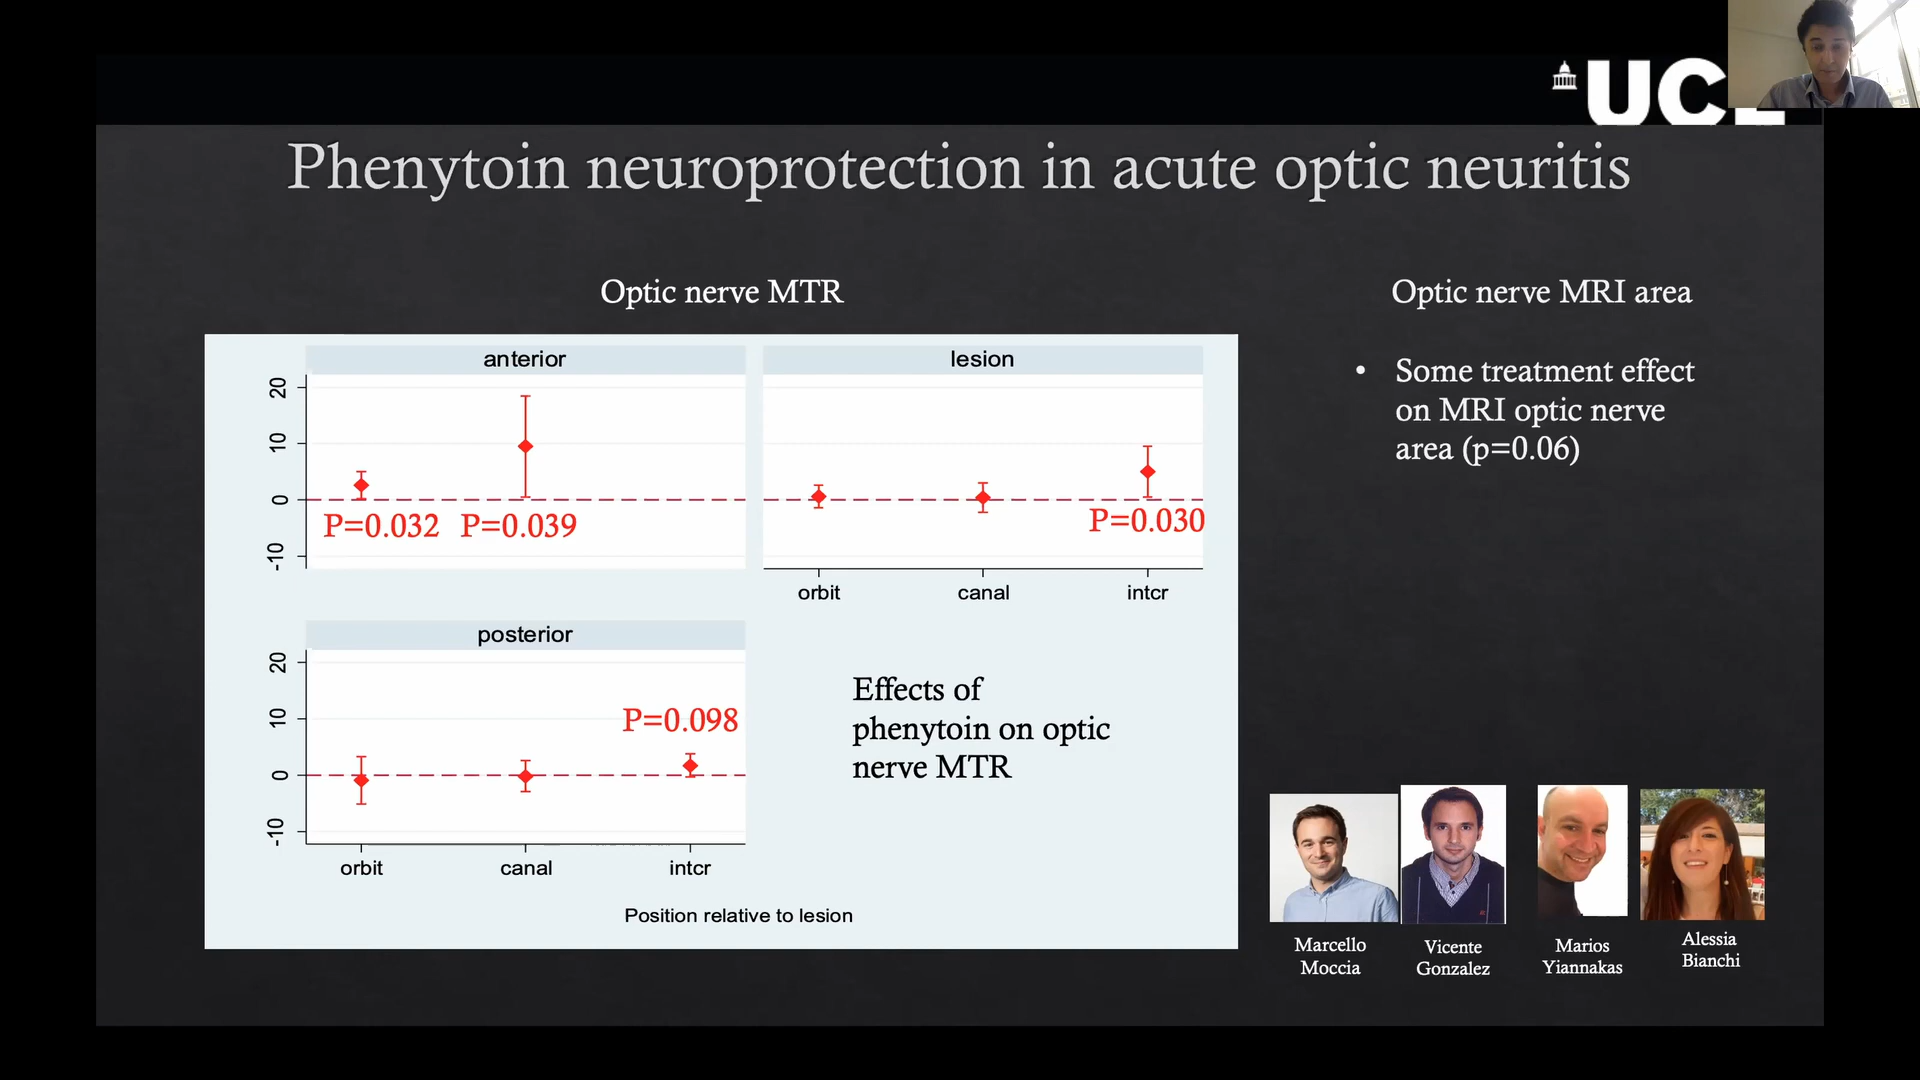 UCL
Phenytoin neuroprotection in acute optic neuritis
Optic nerve MTR
anterior
20
10
0
-10
P=0.032
P=0.039
lesion
P=0.030
orbit
canal
intcr
posterior
20
10
0
-10
P=0.098
orbit
canal
intcr
Position relative to lesion
Effects of
phenytoin on optic
nerve MTR
Optic nerve MRI area
• Some treatment effect
on MRI optic nerve
area (p=0.06)
Marcello
Moccia
Vicente
Gonzalez
Marios
Yiannakas
Alessia
Bianchi